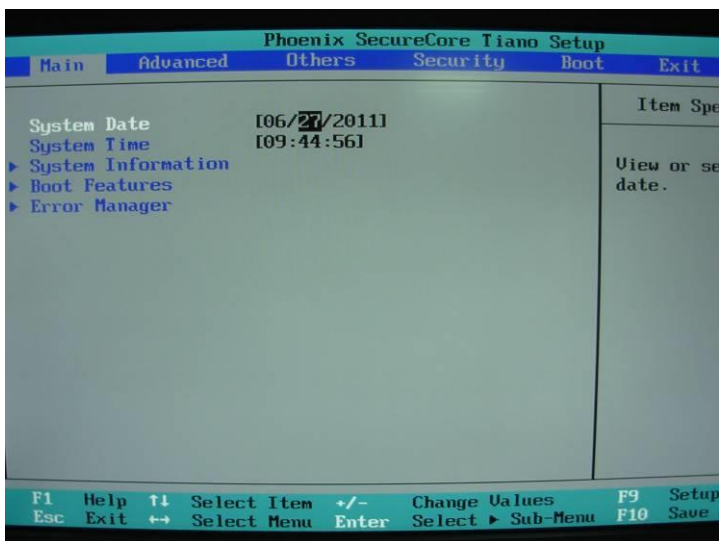 Phoenix SecureCore Tiano Setup
Main Advanced Others Security Boot Exit
Item Spe
System Date [06/27/2011]
System Time [09:44:56]
▶ System Information
▶ Boot Features
▶ Error Manager
View or se
date.
F1 Help ↑↓ Select Item +/- Change Values F9 Setup
Esc Exit ↔ Select Menu Enter Select ▶ Sub-Menu F10 Save